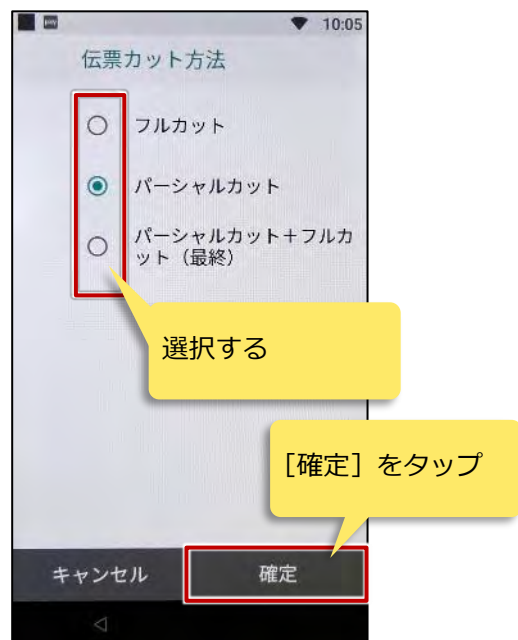 10:05
伝票カット方法
フルカット
パーシャルカット
パーシャルカット＋フルカ
ット（最終）
選択する
［確定］をタップ
キャンセル
確定